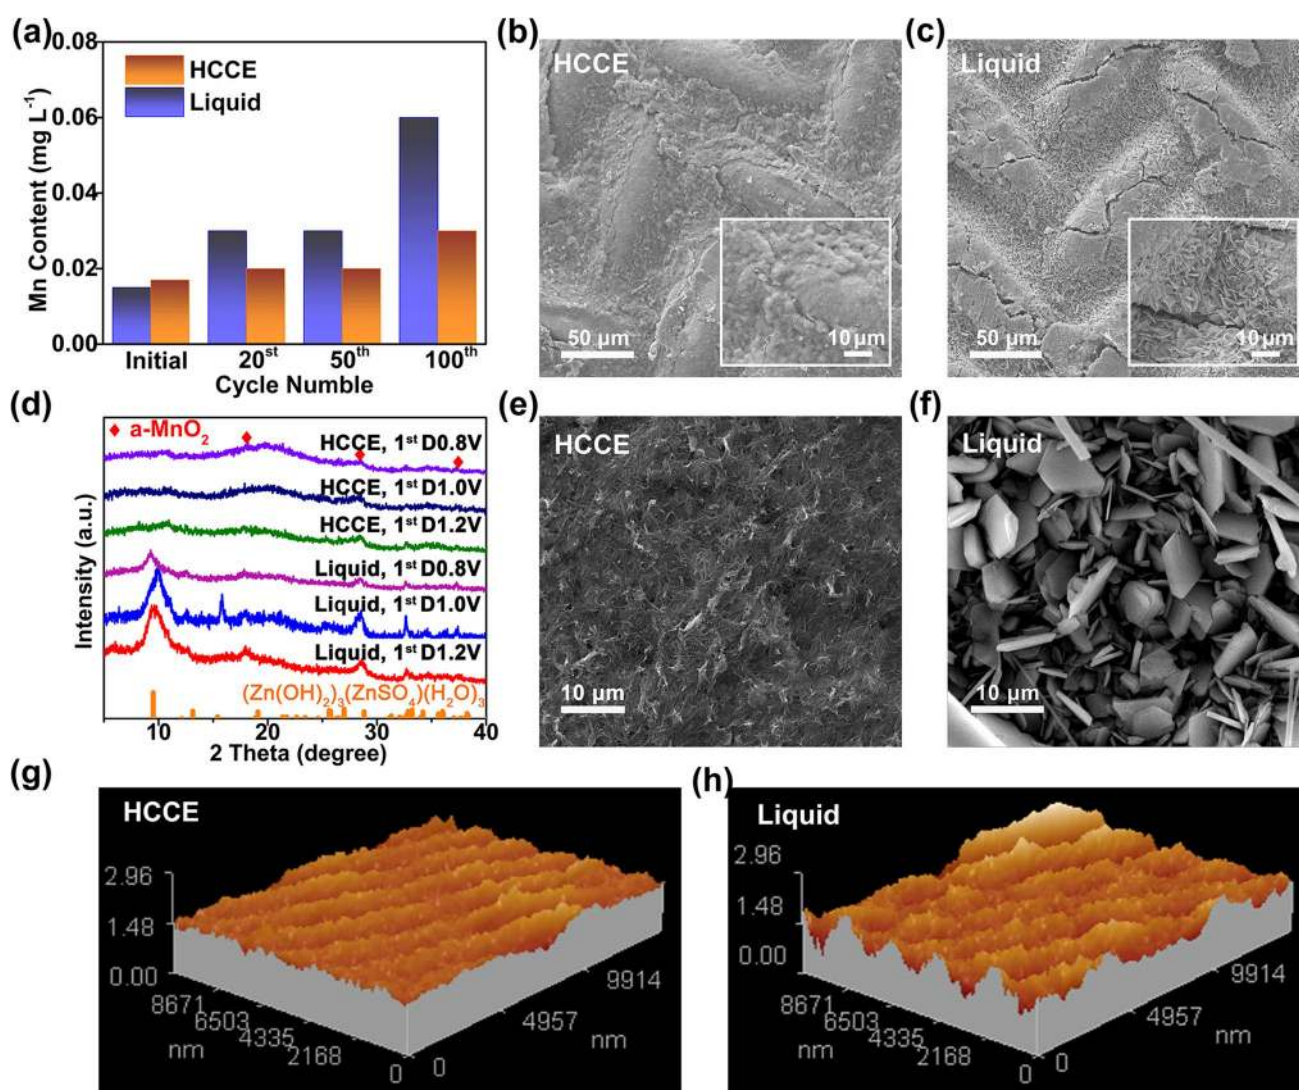 (a)
0.08
0.06
0.04
0.02
0.00
Mn Content (mg L⁻¹)
HCCE
Liquid
Initial 20ˢᵗ 50ᵗʰ 100ᵗʰ
Cycle Numble
(b)
HCCE
50 μm
10 μm
(c)
Liquid
50 μm
10 μm
(d)
a-MnO₂
HCCE, 1ˢᵗ D0.8V
HCCE, 1ˢᵗ D1.0V
HCCE, 1ˢᵗ D1.2V
Liquid, 1ˢᵗ D0.8V
Liquid, 1ˢᵗ D1.0V
Liquid, 1ˢᵗ D1.2V
(Zn(OH)₂)₃(ZnSO₄)(H₂O)₃
Intensity (a.u.)
10 20 30 40
2 Theta (degree)
(e)
HCCE
10 μm
(f)
Liquid
10 μm
(g)
HCCE
2.96
1.48
0.00
8671
6503
4335
2168
0
nm
9914
4957
0
nm
(h)
Liquid
2.96
1.48
0.00
8671
6503
4335
2168
0
nm
9914
4957
0
nm